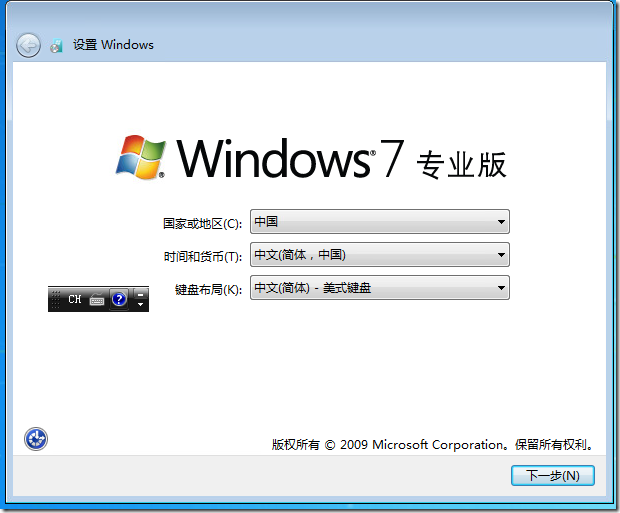 设置 Windows
Windows® 7 专业版
国家或地区(C): 中国
时间和货币(T): 中文(简体，中国)
键盘布局(K): 中文(简体) - 美式键盘
CH
版权所有 © 2009 Microsoft Corporation。保留所有权利。
下一步(N)